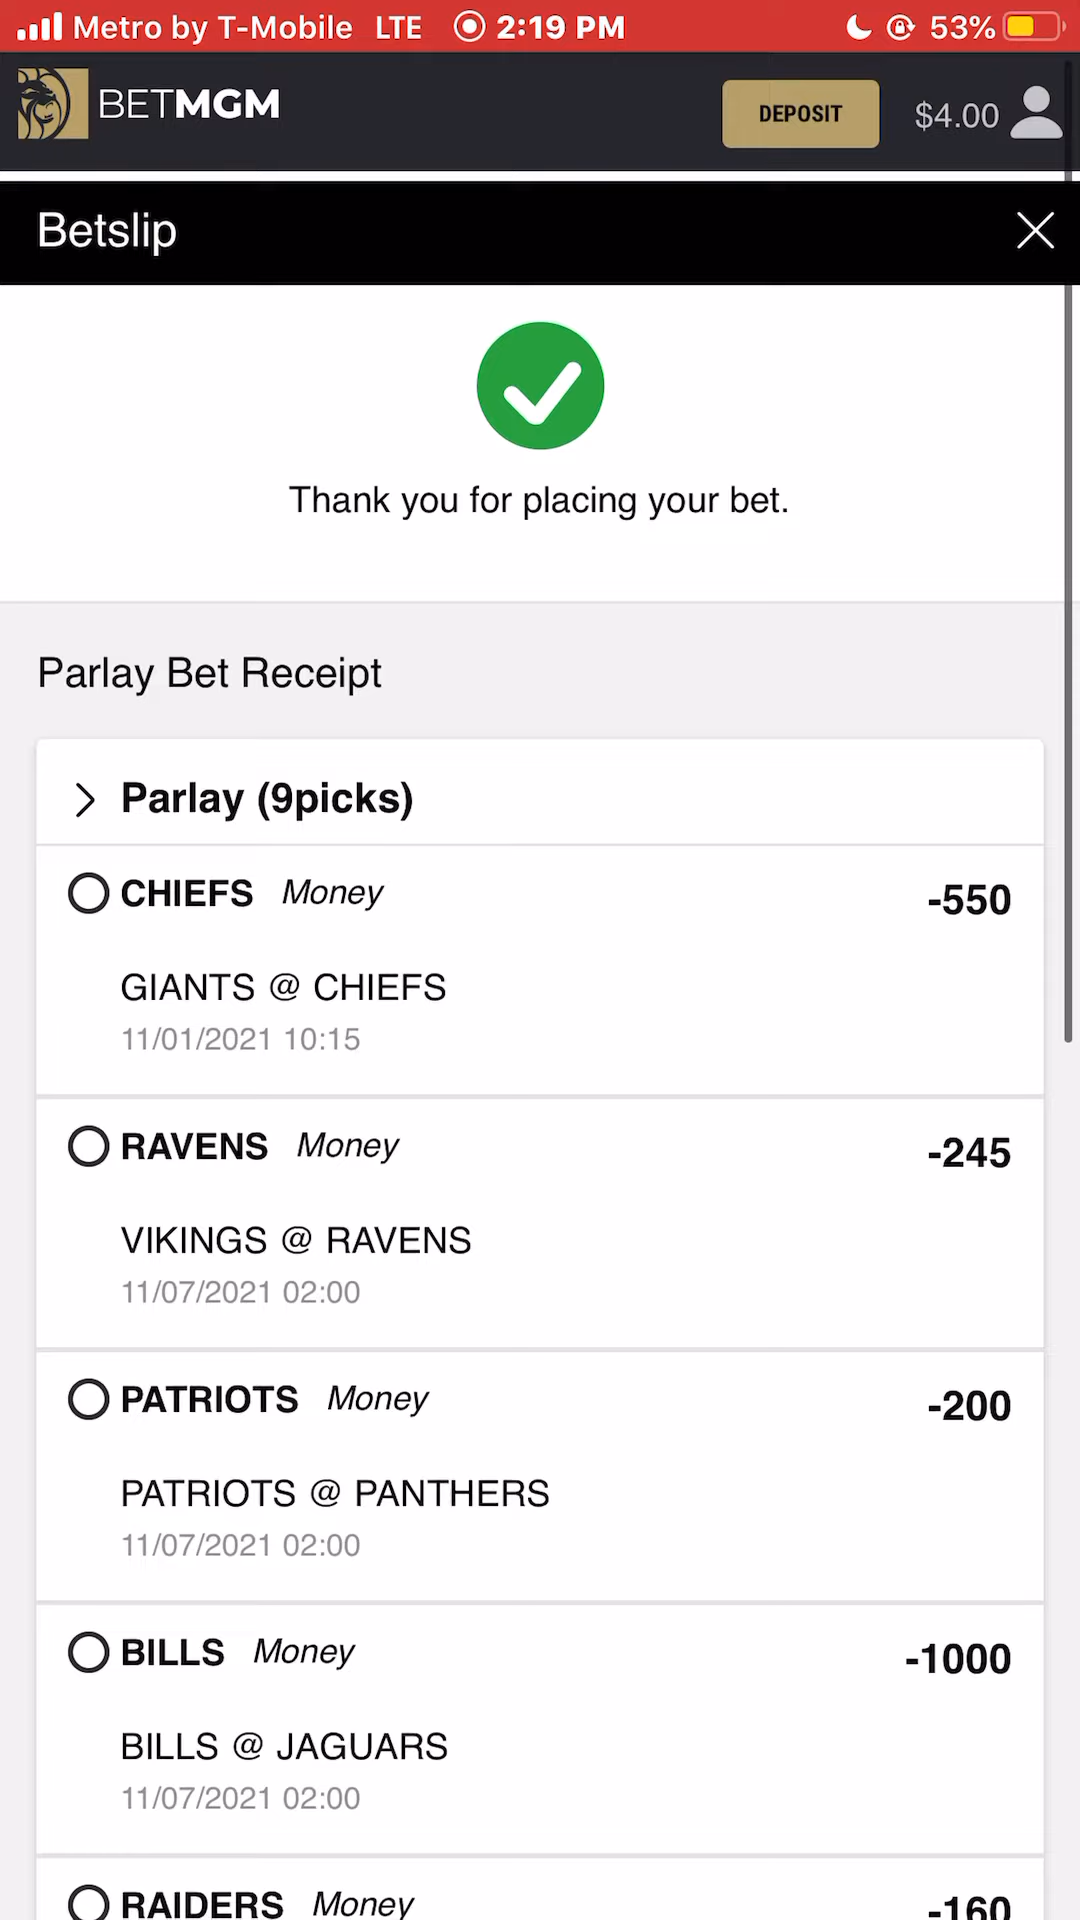 Metro by T-Mobile LTE 2:19 PM 53%
BETMGM DEPOSIT $4.00
Betslip
Thank you for placing your bet.
Parlay Bet Receipt
Parlay (9picks)
CHIEFS Money -550
GIANTS @ CHIEFS
11/01/2021 10:15
RAVENS Money -245
VIKINGS @ RAVENS
11/07/2021 02:00
PATRIOTS Money -200
PATRIOTS @ PANTHERS
11/07/2021 02:00
BILLS Money -1000
BILLS @ JAGUARS
11/07/2021 02:00
RAIDERS Money -160